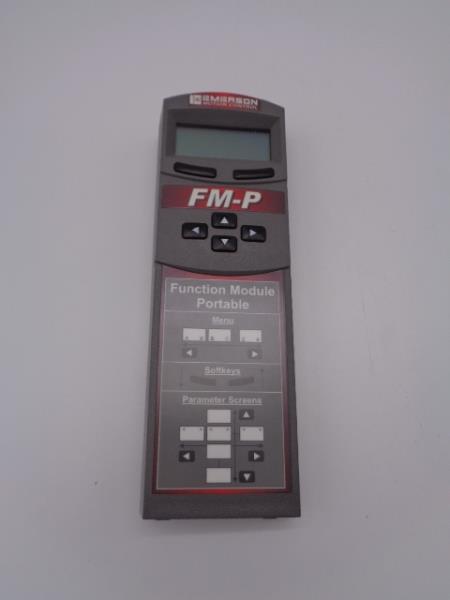 EMERSON
MOTION CONTROL
FM-P
Function Module
Portable
Menu
Softkeys
Parameter Screens